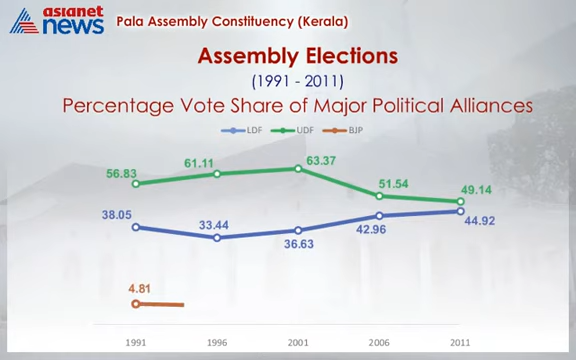 asianet
news
Pala Assembly Constituency (Kerala)
Assembly Elections
(1991 - 2011)
Percentage Vote Share of Major Political Alliances
LDF UDF BJP
56.83 61.11 63.37 51.54 49.14
38.05 33.44 36.63 42.96 44.92
4.81
1991 1996 2001 2006 2011